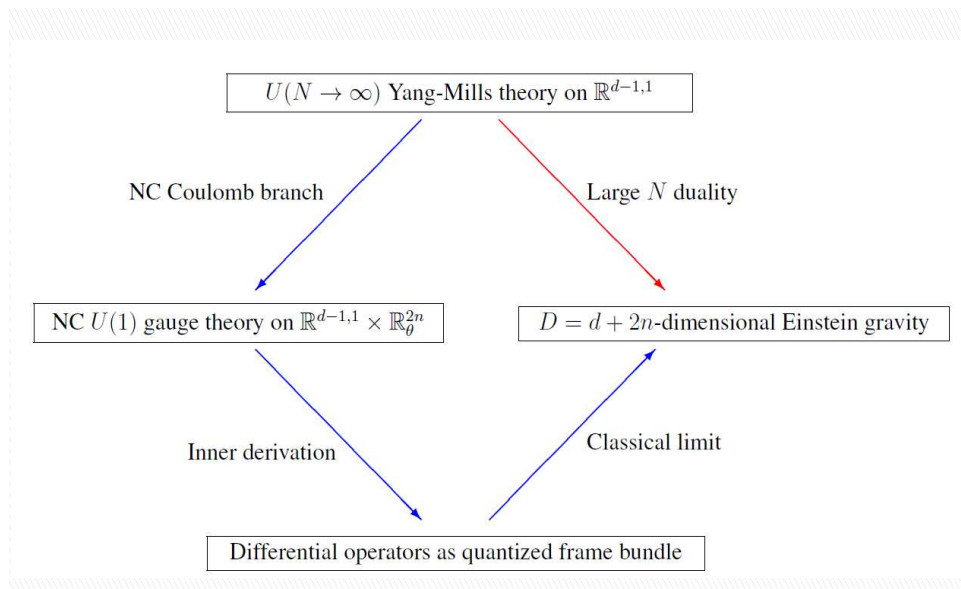 U(N → ∞) Yang-Mills theory on ℝ^{d−1,1}
NC Coulomb branch
Large N duality
NC U(1) gauge theory on ℝ^{d−1,1} × ℝ_θ^{2n}
D = d + 2n-dimensional Einstein gravity
Inner derivation
Classical limit
Differential operators as quantized frame bundle